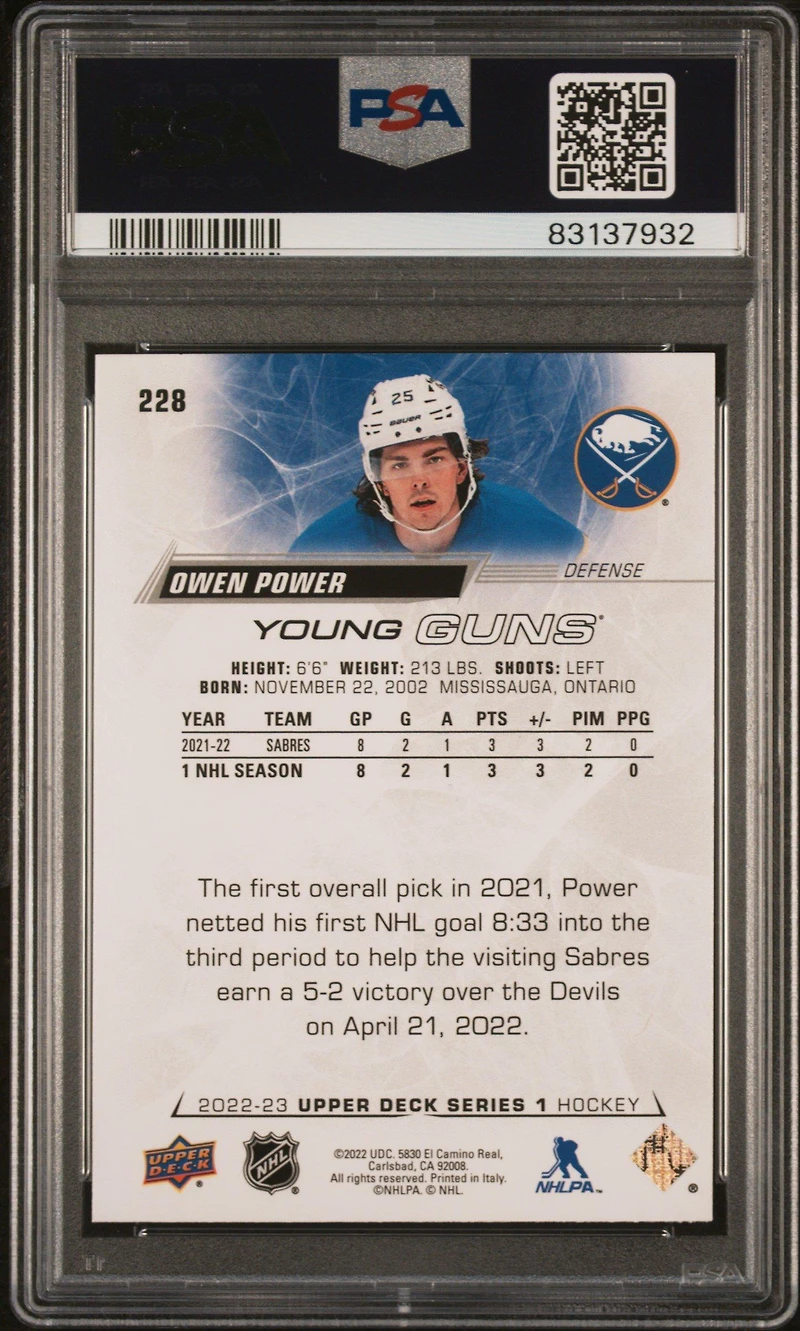 PSA
83137932
228
25
BAUER
OWEN POWER
DEFENSE
YOUNG GUNS®
HEIGHT: 6'6" WEIGHT: 213 LBS. SHOOTS: LEFT
BORN: NOVEMBER 22, 2002 MISSISSAUGA, ONTARIO
YEAR TEAM GP G A PTS +/- PIM PPG
2021-22 SABRES 8 2 1 3 3 2 0
1 NHL SEASON 8 2 1 3 3 2 0
The first overall pick in 2021, Power
netted his first NHL goal 8:33 into the
third period to help the visiting Sabres
earn a 5-2 victory over the Devils
on April 21, 2022.
2022-23 UPPER DECK SERIES 1 HOCKEY
UPPER
D·E·C·K
®
NHL
®
©2022 UDC. 5830 El Camino Real,
Carlsbad, CA 92008.
All rights reserved. Printed in Italy.
©NHLPA. © NHL.
NHLPA™
®
PSA